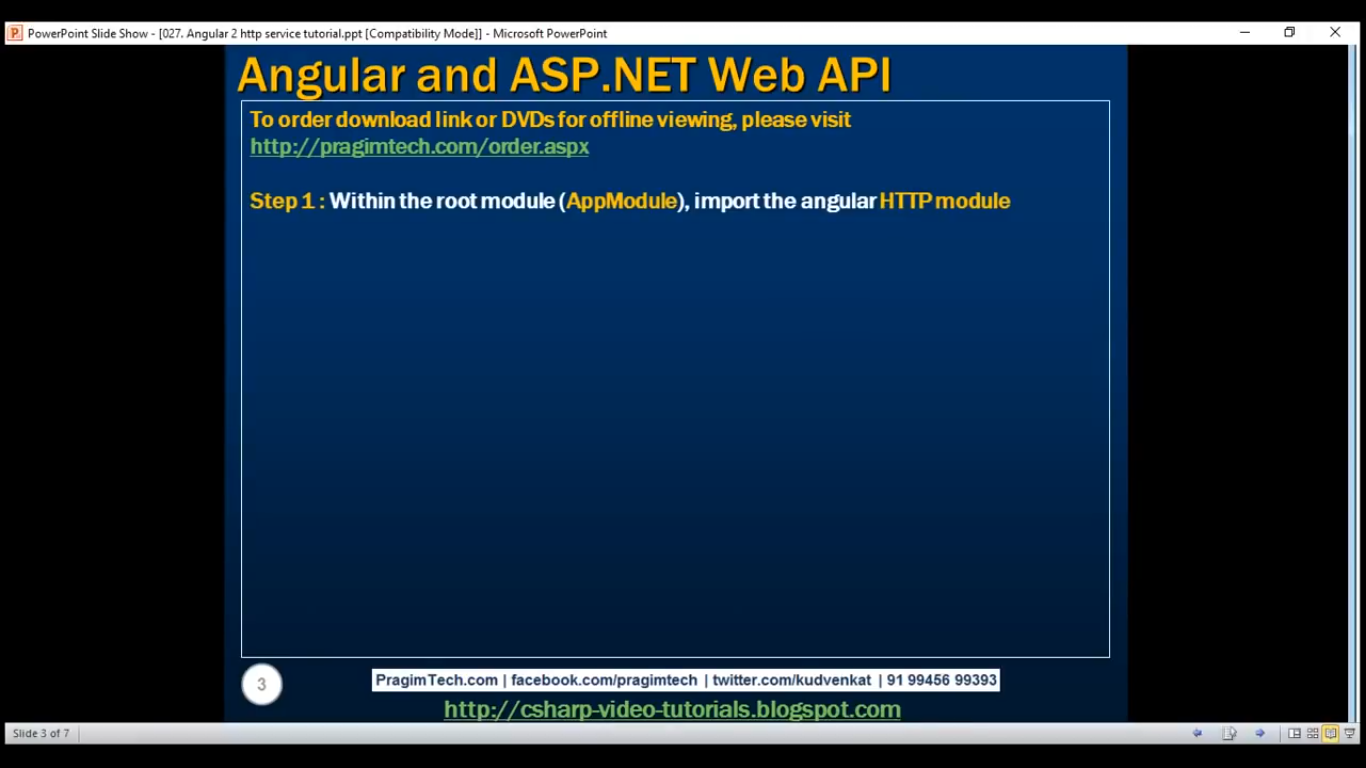 PowerPoint Slide Show - [027. Angular 2 http service tutorial.ppt [Compatibility Mode]] - Microsoft PowerPoint
Angular and ASP.NET Web API
To order download link or DVDs for offline viewing, please visit
http://pragimtech.com/order.aspx
Step 1 : Within the root module (AppModule), import the angular HTTP module
3
PragimTech.com | facebook.com/pragimtech | twitter.com/kudvenkat | 91 99456 99393
http://csharp-video-tutorials.blogspot.com
Slide 3 of 7